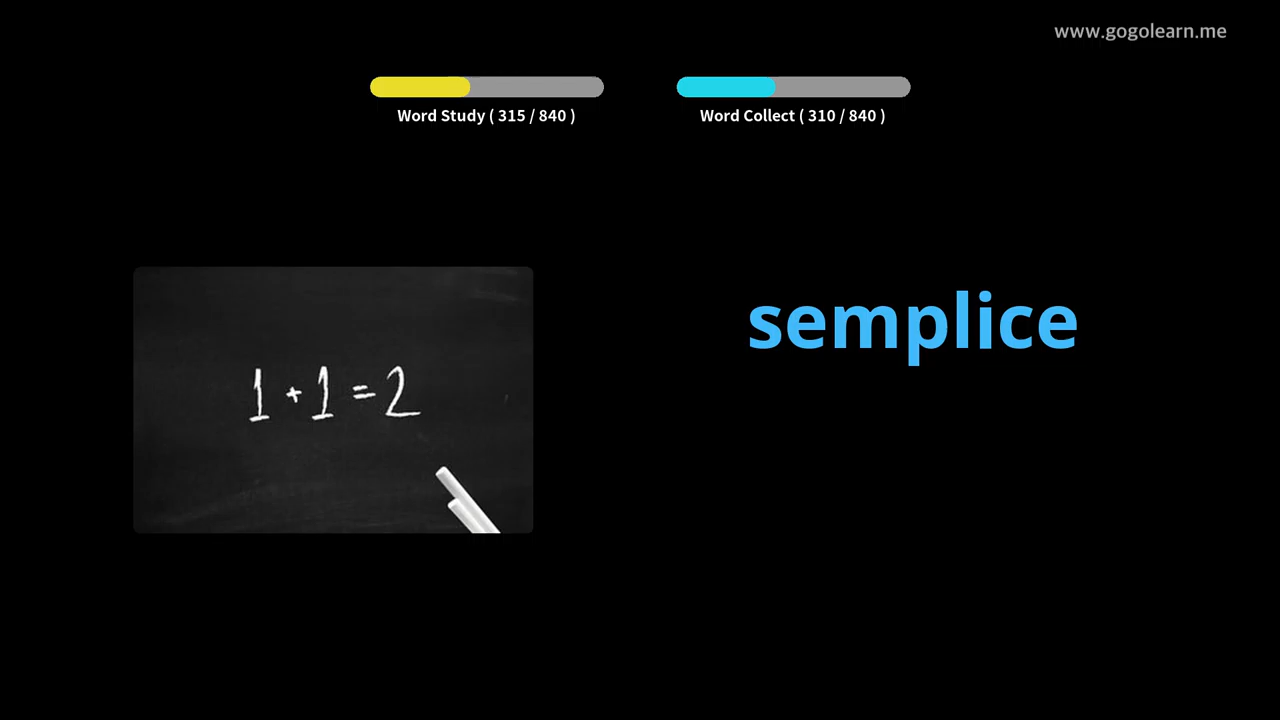 www.gogolearn.me
Word Study ( 315 / 840 )
Word Collect ( 310 / 840 )
1 + 1 = 2
semplice